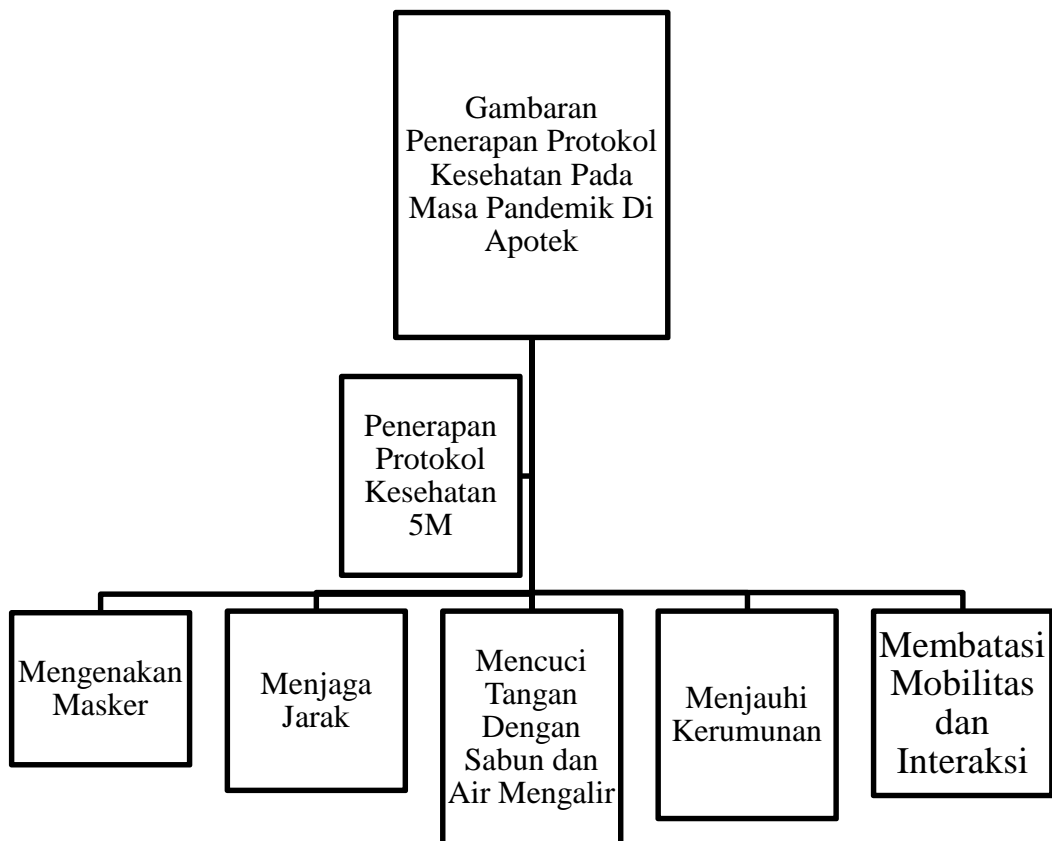 Gambaran
Penerapan Protokol
Kesehatan Pada
Masa Pandemik Di
Apotek
Penerapan
Protokol
Kesehatan
5M
Mengenakan
Masker
Menjaga
Jarak
Mencuci
Tangan
Dengan
Sabun dan
Air Mengalir
Menjauhi
Kerumunan
Membatasi
Mobilitas
dan
Interaksi